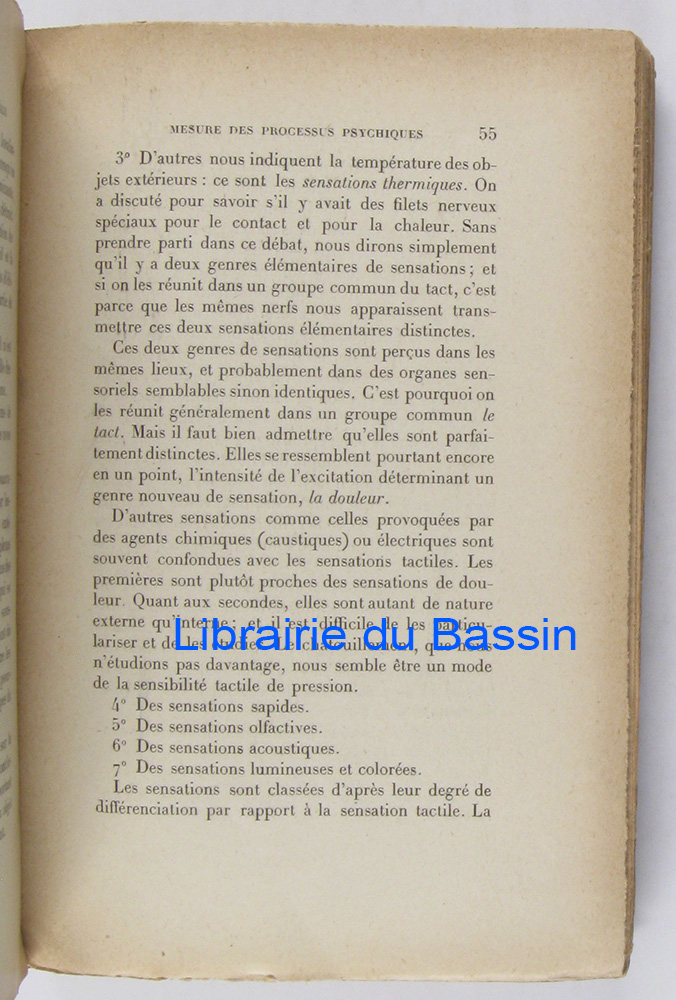 MESURE DES PROCESSUS PSYCHIQUES 55
3° D'autres nous indiquent la température des ob-
jets extérieurs : ce sont les sensations thermiques. On
a discuté pour savoir s'il y avait des filets nerveux
spéciaux pour le contact et pour la chaleur. Sans
prendre parti dans ce débat, nous dirons simplement
qu'il y a deux genres élémentaires de sensations ; et
si on les réunit dans un groupe commun du tact, c'est
parce que les mêmes nerfs nous apparaissent trans-
mettre ces deux sensations élémentaires distinctes.
Ces deux genres de sensations sont perçus dans les
mêmes lieux, et probablement dans des organes sen-
soriels semblables sinon identiques. C'est pourquoi on
les réunit généralement dans un groupe commun le
tact. Mais il faut bien admettre qu'elles sont parfai-
tement distinctes. Elles se ressemblent pourtant encore
en un point, l'intensité de l'excitation déterminant un
genre nouveau de sensation, la douleur.
D'autres sensations comme celles provoquées par
des agents chimiques (caustiques) ou électriques sont
souvent confondues avec les sensations tactiles. Les
premières sont plutôt proches des sensations de dou-
leur. Quant aux secondes, elles sont autant de nature
externe qu'interne ; et il est difficile de les particu-
lariser et de les étudier. Le chatouillement, que nous
Librairie du Bassin
n'étudions pas davantage, nous semble être un mode
de la sensibilité tactile de pression.
4° Des sensations sapides.
5° Des sensations olfactives.
6° Des sensations acoustiques.
7° Des sensations lumineuses et colorées.
Les sensations sont classées d'après leur degré de
différenciation par rapport à la sensation tactile. La